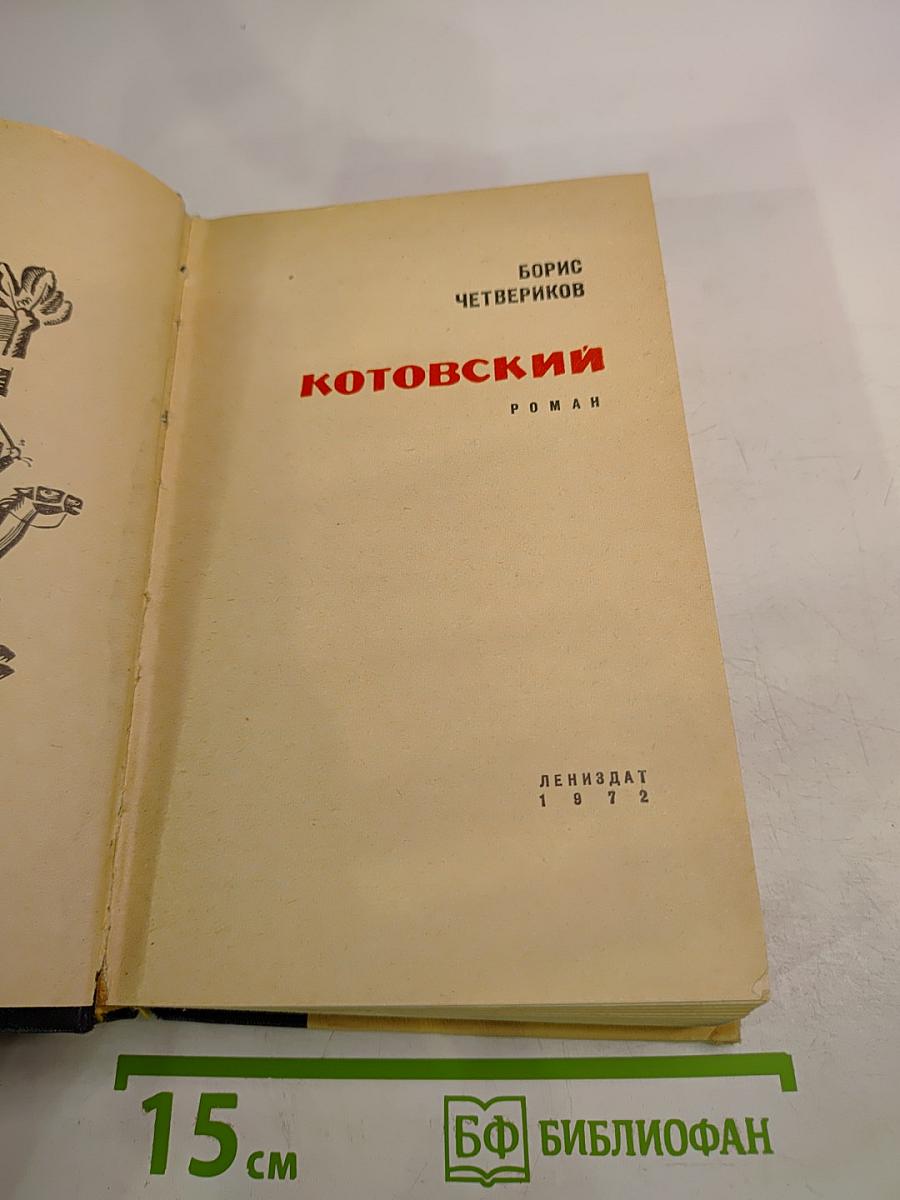 БОРИС
ЧЕТВЕРИКОВ
КОТОВСКИЙ
РОМАН
ЛЕНИЗДАТ
1972
15 см
БФ БИБЛИОФАН